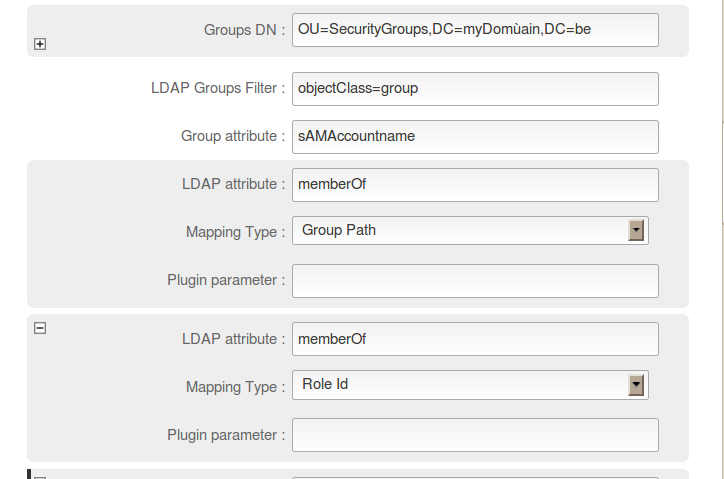 Groups DN : OU=SecurityGroups,DC=myDomùain,DC=be
LDAP Groups Filter : objectClass=group
Group attribute : sAMAccountname
LDAP attribute : memberOf
Mapping Type : Group Path
Plugin parameter :
LDAP attribute : memberOf
Mapping Type : Role Id
Plugin parameter :